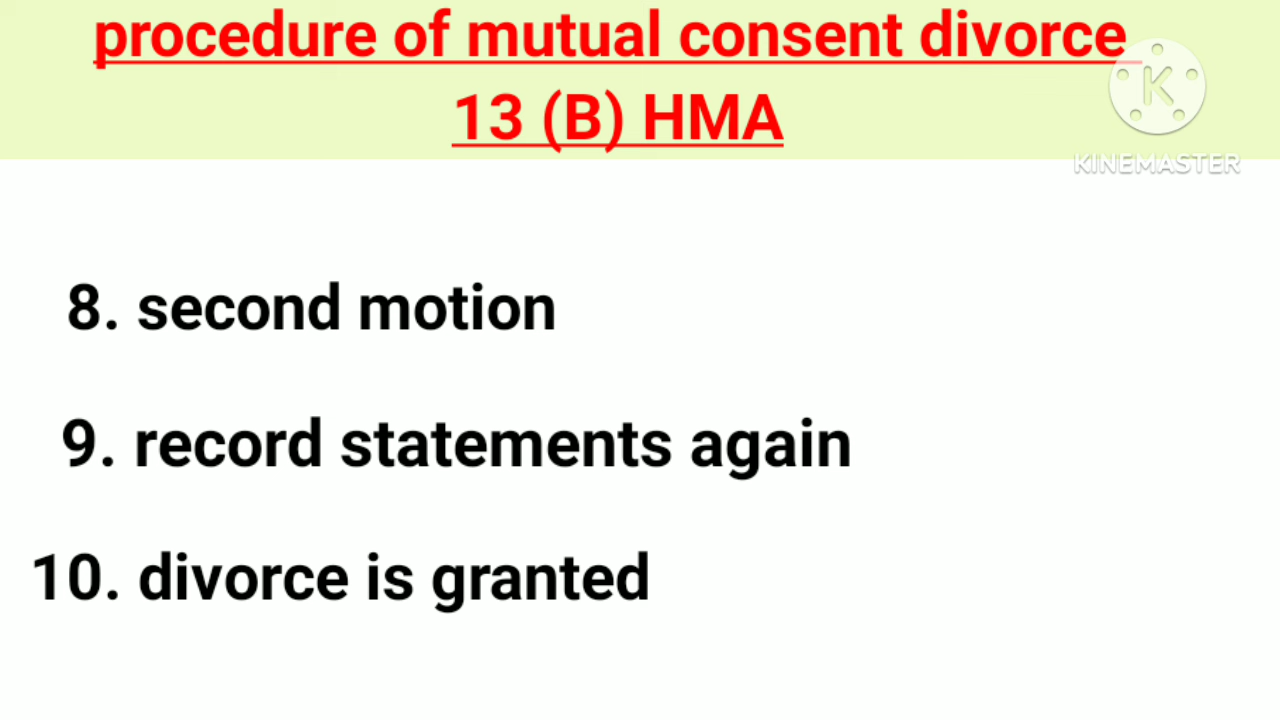 procedure of mutual consent divorce
13 (B) HMA
K
KINEMASTER
8. second motion
9. record statements again
10. divorce is granted